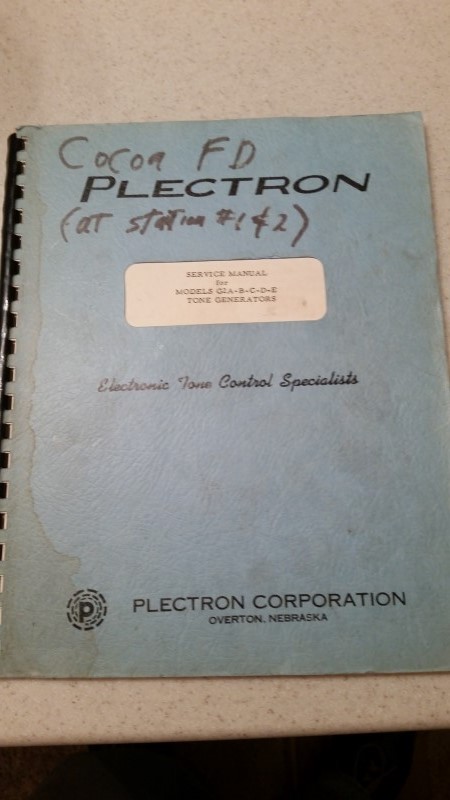 Cocoa FD
PLECTRON
(at station #1 & 2)
SERVICE MANUAL
for
MODELS G2A-B-C-D-E
TONE GENERATORS
Electronic Tone Control Specialists
P
PLECTRON CORPORATION
OVERTON, NEBRASKA